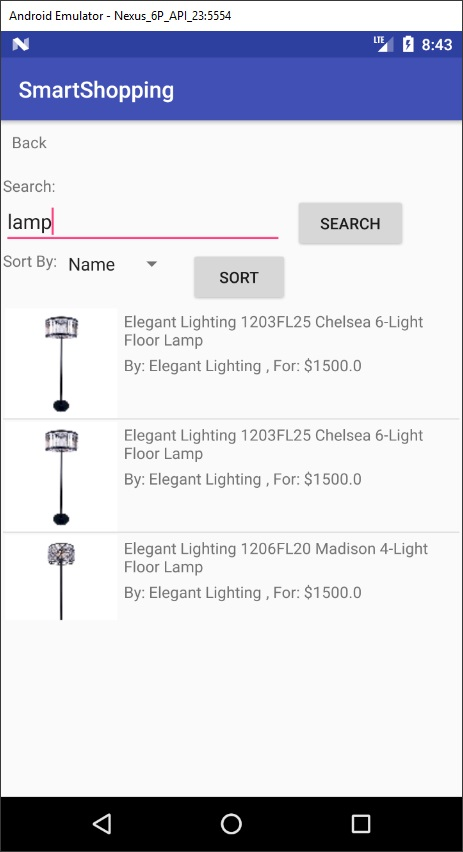 Android Emulator - Nexus_6P_API_23:5554
LTE 8:43
SmartShopping
Back
Search:
lamp
SEARCH
Sort By: Name
SORT
Elegant Lighting 1203FL25 Chelsea 6-Light
Floor Lamp
By: Elegant Lighting , For: $1500.0
Elegant Lighting 1203FL25 Chelsea 6-Light
Floor Lamp
By: Elegant Lighting , For: $1500.0
Elegant Lighting 1206FL20 Madison 4-Light
Floor Lamp
By: Elegant Lighting , For: $1500.0